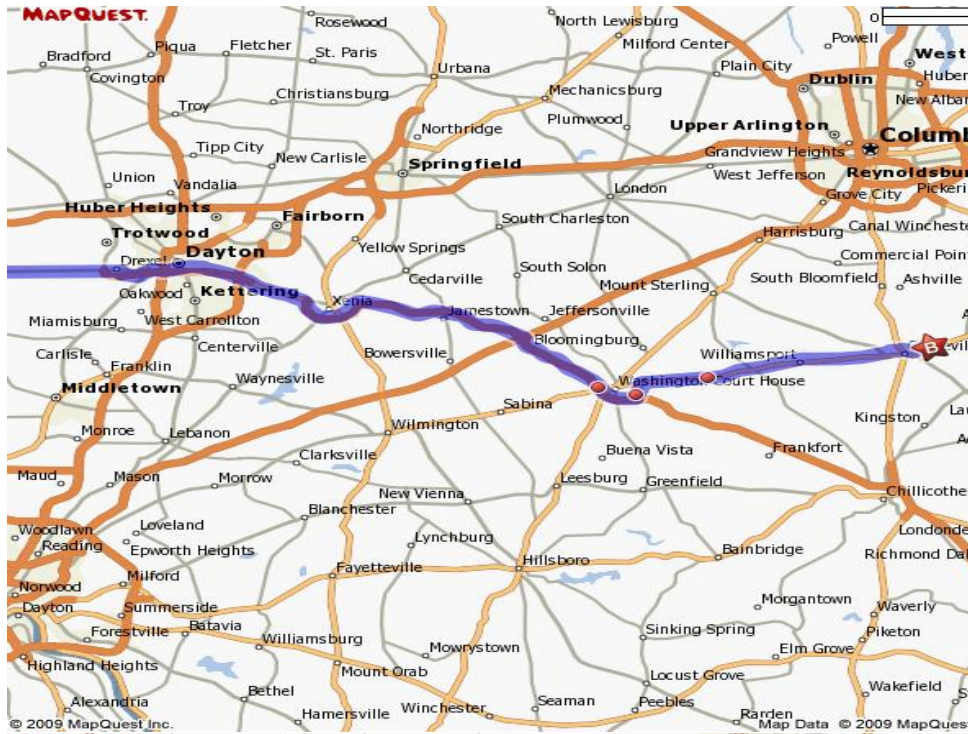 MAPQUEST.
Rosewood
North Lewisburg
0
Bradford
Piqua
Fletcher
St. Paris
Milford Center
Powell
West
Covington
Urbana
Plain City
Dublin
Huber
Christiansburg
Mechanicsburg
New Alba
Troy
Plumwood
Upper Arlington
Columb
Northridge
Tipp City
New Carlisle
Springfield
Grandview Heights
West Jefferson
Reynoldsbur
Union
Vandalia
London
Grove City
Pickeri
Huber Heights
Fairborn
South Charleston
Canal Winchester
Trotwood
Harrisburg
Dayton
Yellow Springs
Commercial Point
Drexel
Cedarville
South Solon
South Bloomfield
Ashville
Oakwood
Kettering
Mount Sterling
Xenia
Miamisburg
West Carrollton
Jamestown
Jeffersonville
Centerville
Bloomingburg
Carlisle
Bowersville
Williamsport
B
Franklin
Waynesville
Washington Court House
Middletown
Sabina
Kingston
Monroe
Lebanon
Wilmington
Buena Vista
Frankfort
Clarksville
Maud
Mason
Morrow
Leesburg
Greenfield
New Vienna
Chillicothe
Blanchester
Woodlawn
Loveland
Londonde
Reading
Epworth Heights
Lynchburg
Hillsboro
Bainbridge
Richmond Da
Milford
Fayetteville
Norwood
Morgantown
Dayton
Summerside
Waverly
Forestville
Batavia
Williamsburg
Sinking Spring
Piketon
Mowrystown
Elm Grove
Highland Heights
Mount Orab
Locust Grove
Wakefield
Bethel
Seaman
Peebles
Alexandria
Hamersville
Winchester
Rarden
© 2009 MapQuest Inc.
Map Data © 2009 MapQuest